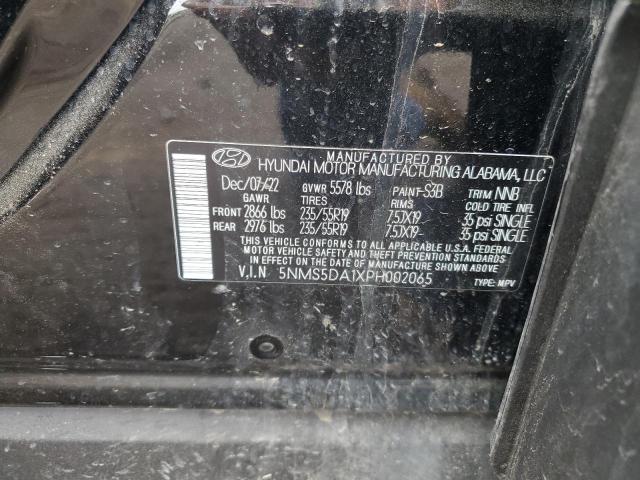 MANUFACTURED BY
HYUNDAI MOTOR MANUFACTURING ALABAMA, LLC
Dec/07/22 GVWR 5578 lbs PAINT-S3B TRIM NNB
GAWR TIRES RIMS COLD TIRE INFL
FRONT 2866 lbs 235/55R19 7.5JX19 35 psi SINGLE
REAR 2976 lbs 235/55R19 7.5JX19 35 psi SINGLE
THIS VEHICLE CONFORMS TO ALL APPLICABLE U.S.A. FEDERAL
MOTOR VEHICLE SAFETY, BUMPER, AND THEFT PREVENTION STANDARDS
IN EFFECT ON THE DATE OF MANUFACTURE SHOWN ABOVE.
V.I.N 5NMS5DA1XPH002065 TYPE: MPV